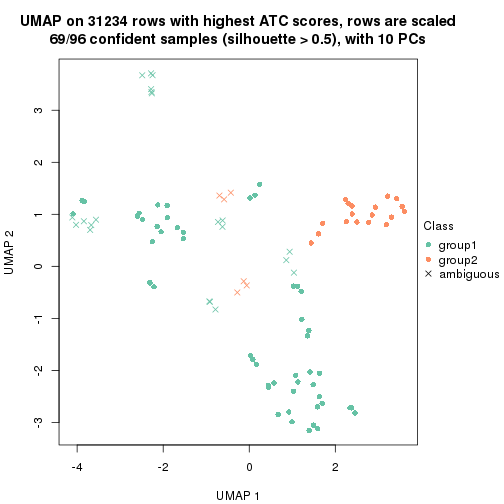 UMAP on 31234 rows with highest ATC scores, rows are scaled
69/96 confident samples (silhouette > 0.5), with 10 PCs
3
2
1
0
-1
-2
-3
UMAP 2
-4
-2
0
2
UMAP 1
Class
group1
group2
ambiguous